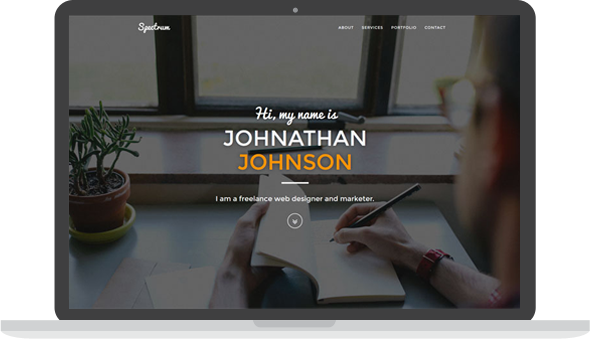 Spectrum
ABOUT SERVICES PORTFOLIO CONTACT
Hi, my name is
JOHNATHAN
JOHNSON
I am a freelance web designer and marketer.